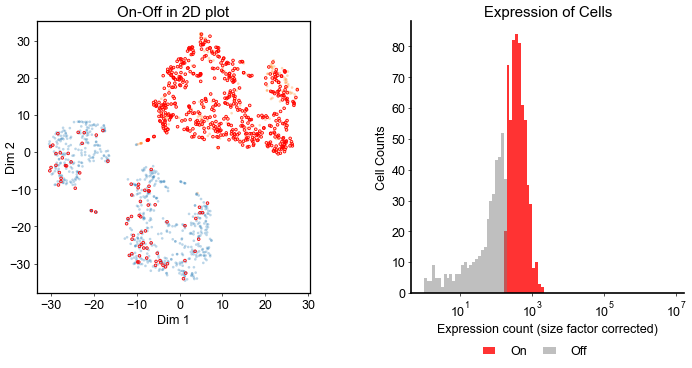 On-Off in 2D plot
30
20
10
0
−10
−20
−30
Dim 2
−30 −20 −10 0 10 20 30
Dim 1
Expression of Cells
80
70
60
50
40
30
20
10
0
Cell Counts
10^1 10^3 10^5 10^7
Expression count (size factor corrected)
On Off